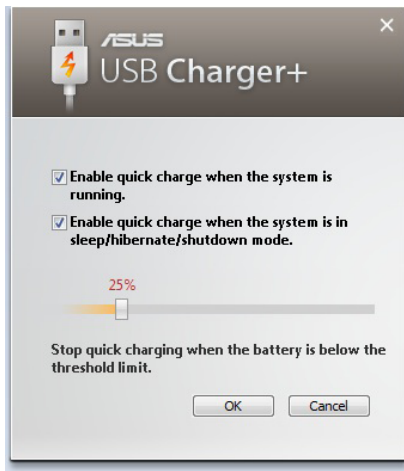 ASUS
USB Charger+
Enable quick charge when the system is
running.
Enable quick charge when the system is in
sleep/hibernate/shutdown mode.
25%
Stop quick charging when the battery is below the
threshold limit.
OK Cancel